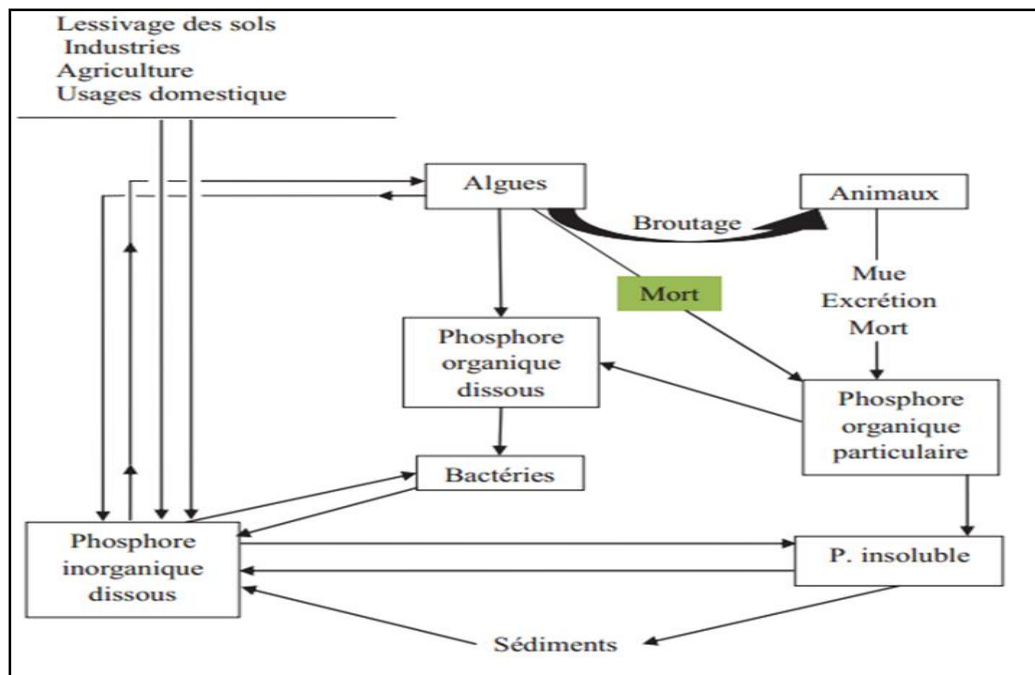 Lessivage des sols
Industries
Agriculture
Usages domestique
Algues
Animaux
Broutage
Mort
Mue
Excrétion
Mort
Phosphore
organique
dissous
Phosphore
organique
particulaire
Bactéries
Phosphore
inorganique
dissous
P. insoluble
Sédiments